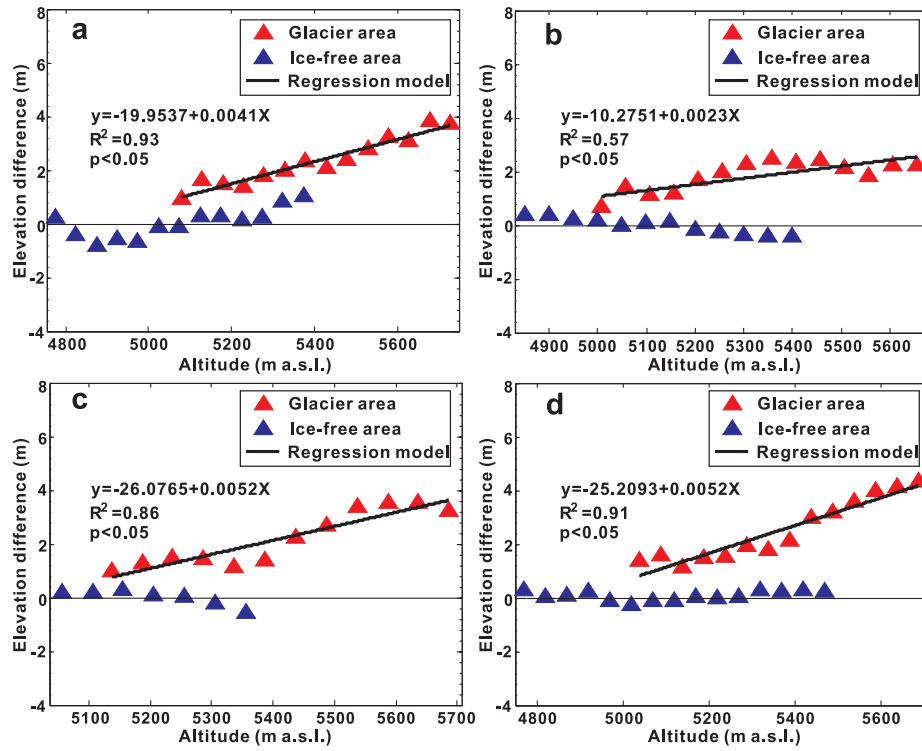 a
Glacier area
Ice-free area
Regression model
y=-19.9537+0.0041X
R²=0.93
p<0.05
Elevation difference (m)
8
6
4
2
0
-2
-4
4800 5000 5200 5400 5600
Altitude (m a.s.l.)
b
Glacier area
Ice-free area
Regression model
y=-10.2751+0.0023X
R²=0.57
p<0.05
Elevation difference (m)
8
6
4
2
0
-2
-4
4900 5000 5100 5200 5300 5400 5500 5600
Altitude (m a.s.l.)
c
Glacier area
Ice-free area
Regression model
y=-26.0765+0.0052X
R²=0.86
p<0.05
Elevation difference (m)
8
6
4
2
0
-2
-4
5100 5200 5300 5400 5500 5600 5700
Altitude (m a.s.l.)
d
Glacier area
Ice-free area
Regression model
y=-25.2093+0.0052X
R²=0.91
p<0.05
Elevation difference (m)
8
6
4
2
0
-2
-4
4800 5000 5200 5400 5600
Altitude (m a.s.l.)